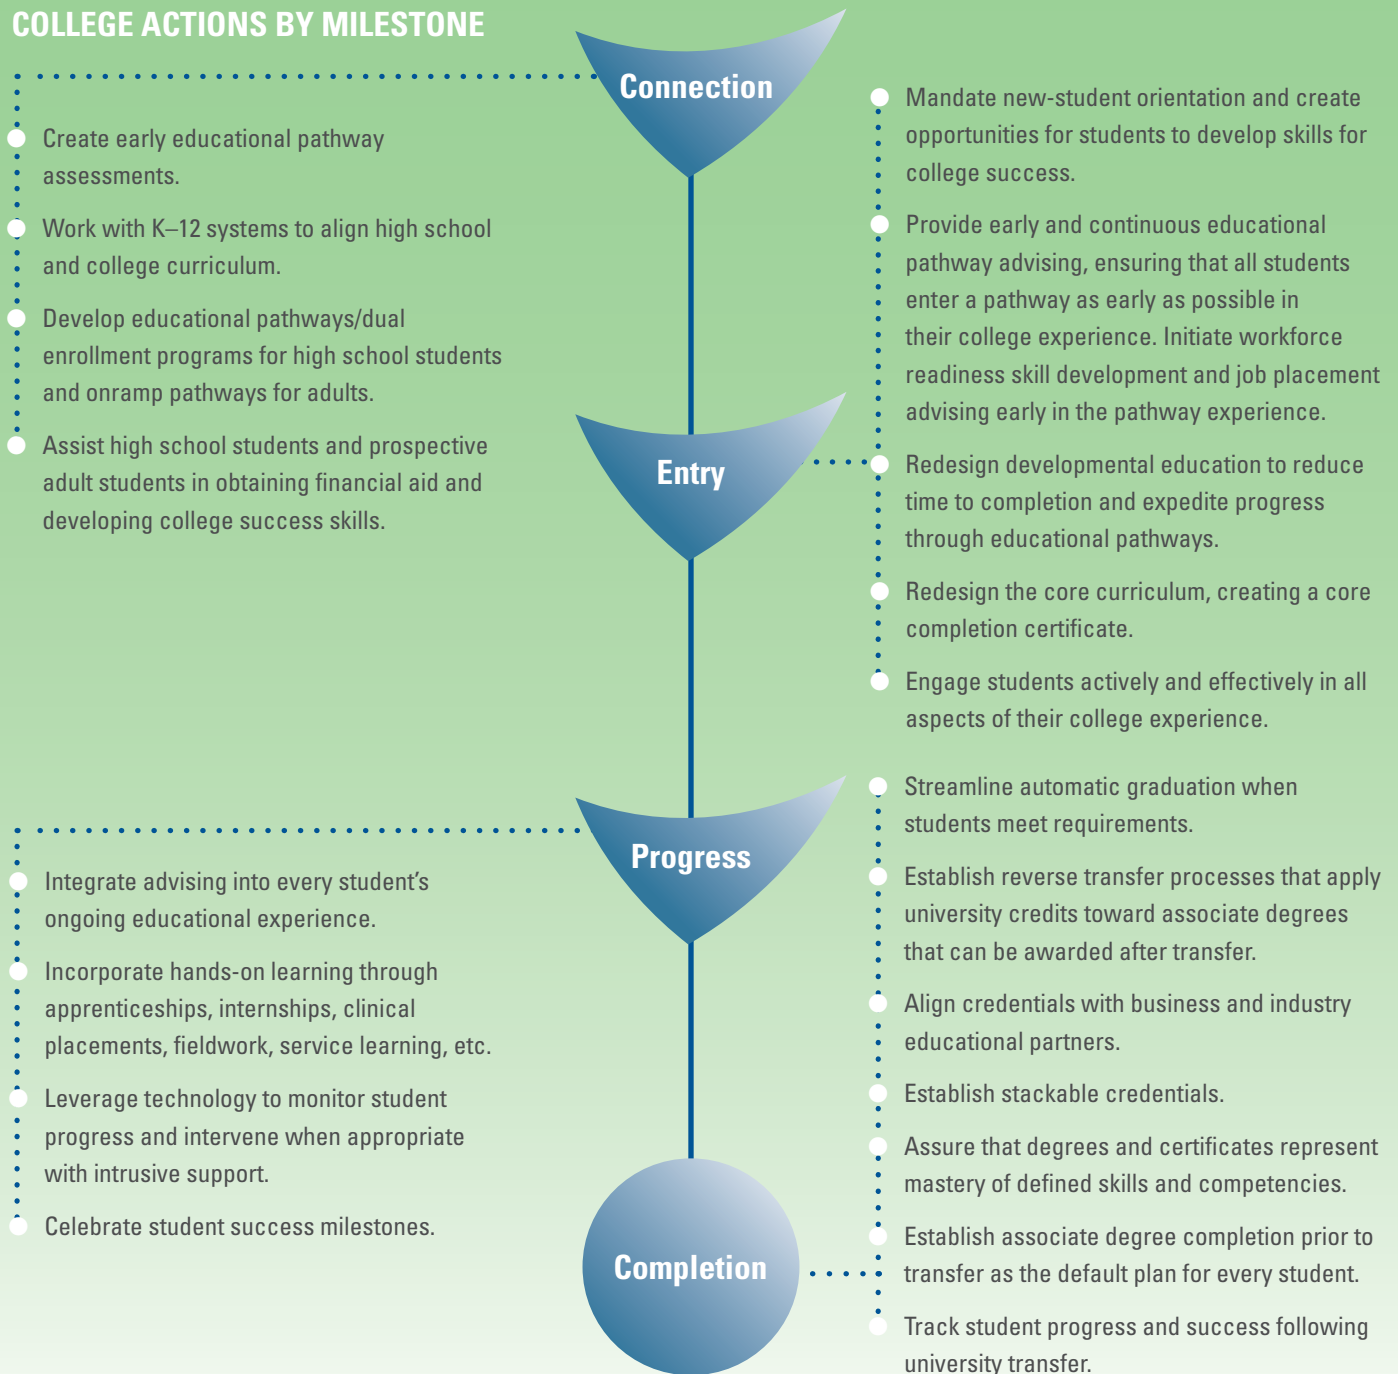 COLLEGE ACTIONS BY MILESTONE
Connection
Create early educational pathway
assessments.
Work with K–12 systems to align high school
and college curriculum.
Develop educational pathways/dual
enrollment programs for high school students
and onramp pathways for adults.
Assist high school students and prospective
adult students in obtaining financial aid and
developing college success skills.
Entry
Mandate new-student orientation and create
opportunities for students to develop skills for
college success.
Provide early and continuous educational
pathway advising, ensuring that all students
enter a pathway as early as possible in
their college experience. Initiate workforce
readiness skill development and job placement
advising early in the pathway experience.
Redesign developmental education to reduce
time to completion and expedite progress
through educational pathways.
Redesign the core curriculum, creating a core
completion certificate.
Engage students actively and effectively in all
aspects of their college experience.
Progress
Integrate advising into every student’s
ongoing educational experience.
Incorporate hands-on learning through
apprenticeships, internships, clinical
placements, fieldwork, service learning, etc.
Leverage technology to monitor student
progress and intervene when appropriate
with intrusive support.
Celebrate student success milestones.
Completion
Streamline automatic graduation when
students meet requirements.
Establish reverse transfer processes that apply
university credits toward associate degrees
that can be awarded after transfer.
Align credentials with business and industry
educational partners.
Establish stackable credentials.
Assure that degrees and certificates represent
mastery of defined skills and competencies.
Establish associate degree completion prior to
transfer as the default plan for every student.
Track student progress and success following
university transfer.